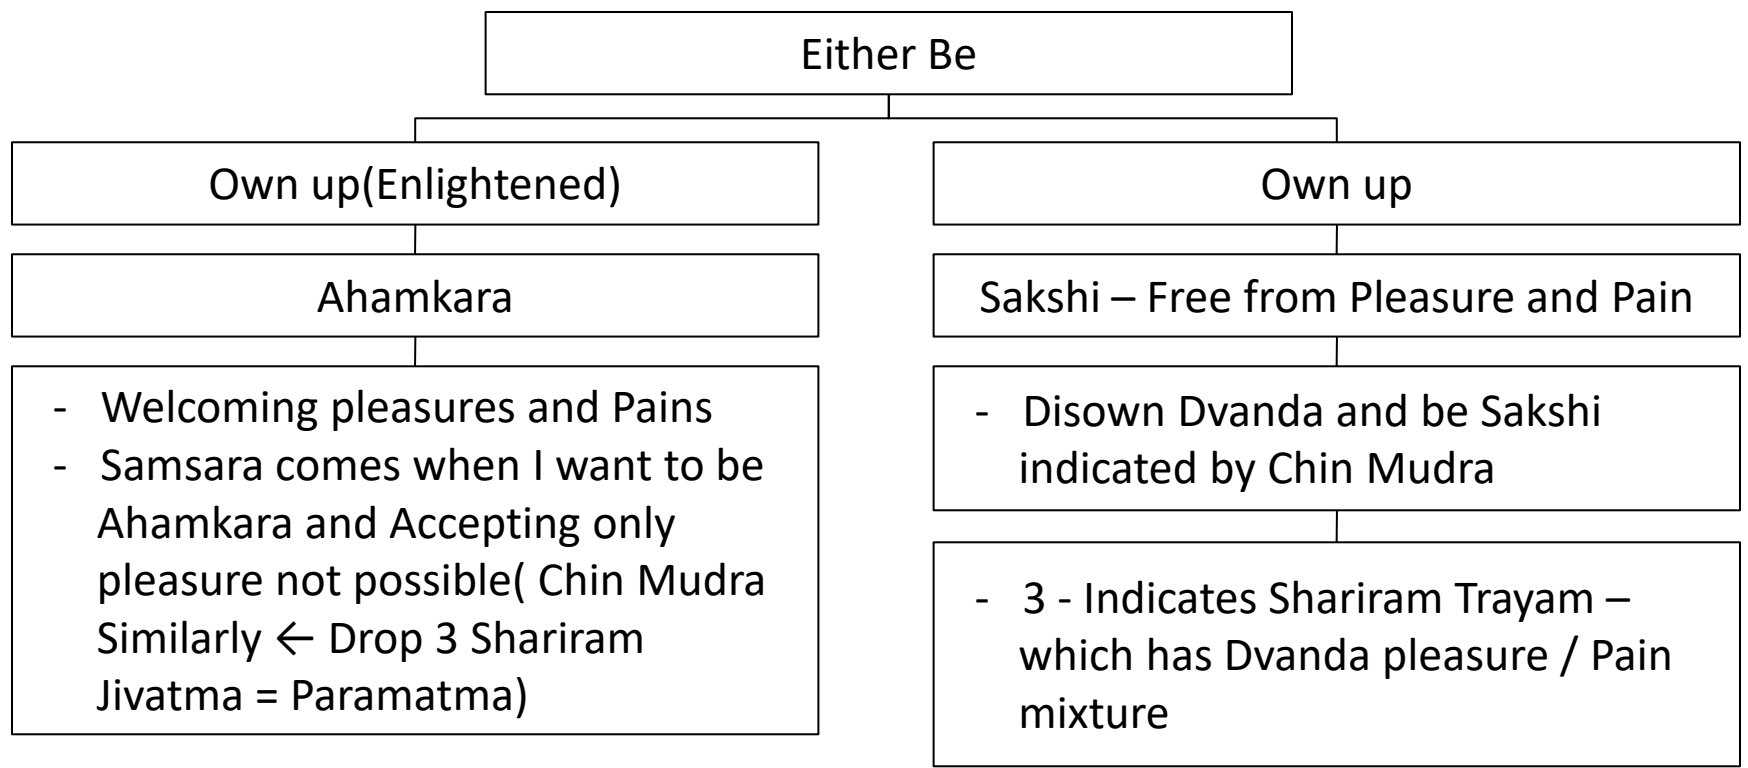 Either Be
Own up(Enlightened)
Ahamkara
- Welcoming pleasures and Pains
- Samsara comes when I want to be
Ahamkara and Accepting only
pleasure not possible( Chin Mudra
Similarly ← Drop 3 Shariram
Jivatma = Paramatma)
Own up
Sakshi – Free from Pleasure and Pain
- Disown Dvanda and be Sakshi
indicated by Chin Mudra
- 3 - Indicates Shariram Trayam –
which has Dvanda pleasure / Pain
mixture